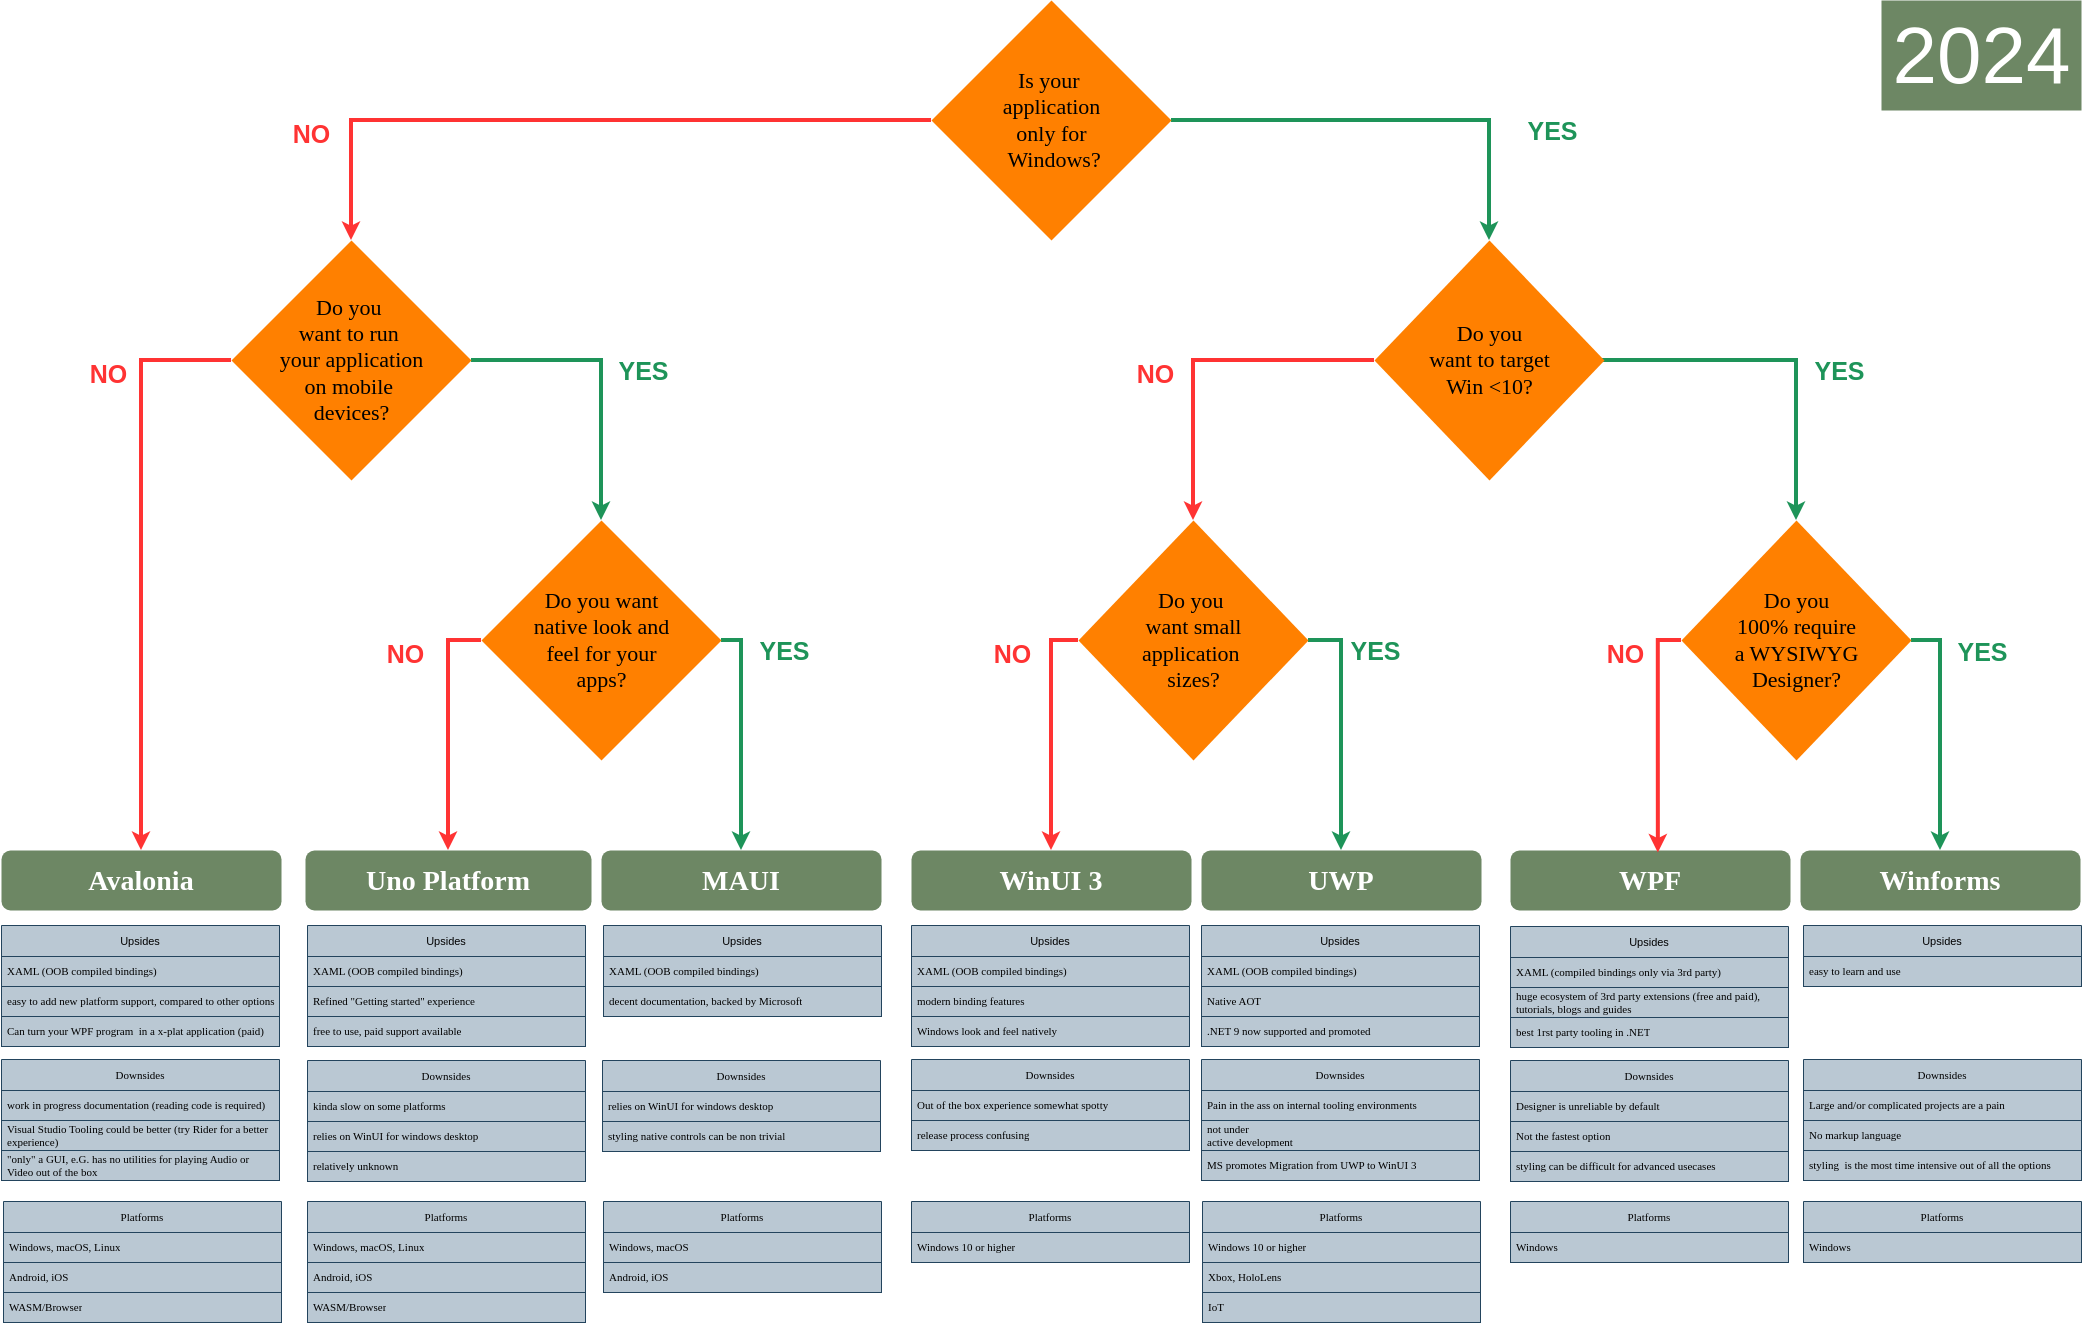 2024
Is your
application
only for
Windows?
NO
YES
Do you
want to run
your application
on mobile
devices?
Do you
want to target
Win <10?
NO
YES
NO
YES
Do you want
native look and
feel for your
apps?
Do you
want small
application
sizes?
Do you
100% require
a WYSIWYG
Designer?
NO
YES
NO
YES
NO
YES
Avalonia
Uno Platform
MAUI
WinUI 3
UWP
WPF
Winforms
Upsides
XAML (OOB compiled bindings)
easy to add new platform support, compared to other options
Can turn your WPF program  in a x-plat application (paid)
Upsides
XAML (OOB compiled bindings)
Refined "Getting started" experience
free to use, paid support available
Upsides
XAML (OOB compiled bindings)
decent documentation, backed by Microsoft
Upsides
XAML (OOB compiled bindings)
modern binding features
Windows look and feel natively
Upsides
XAML (OOB compiled bindings)
Native AOT
.NET 9 now supported and promoted
Upsides
XAML (compiled bindings only via 3rd party)
huge ecosystem of 3rd party extensions (free and paid),
tutorials, blogs and guides
best 1rst party tooling in .NET
Upsides
easy to learn and use
Downsides
work in progress documentation (reading code is required)
Visual Studio Tooling could be better (try Rider for a better
experience)
"only" a GUI, e.G. has no utilities for playing Audio or
Video out of the box
Downsides
kinda slow on some platforms
relies on WinUI for windows desktop
relatively unknown
Downsides
relies on WinUI for windows desktop
styling native controls can be non trivial
Downsides
Out of the box experience somewhat spotty
release process confusing
Downsides
Pain in the ass on internal tooling environments
not under
active development
MS promotes Migration from UWP to WinUI 3
Downsides
Designer is unreliable by default
Not the fastest option
styling can be difficult for advanced usecases
Downsides
Large and/or complicated projects are a pain
No markup language
styling  is the most time intensive out of all the options
Platforms
Windows, macOS, Linux
Android, iOS
WASM/Browser
Platforms
Windows, macOS, Linux
Android, iOS
WASM/Browser
Platforms
Windows, macOS
Android, iOS
Platforms
Windows 10 or higher
Platforms
Windows 10 or higher
Xbox, HoloLens
IoT
Platforms
Windows
Platforms
Windows